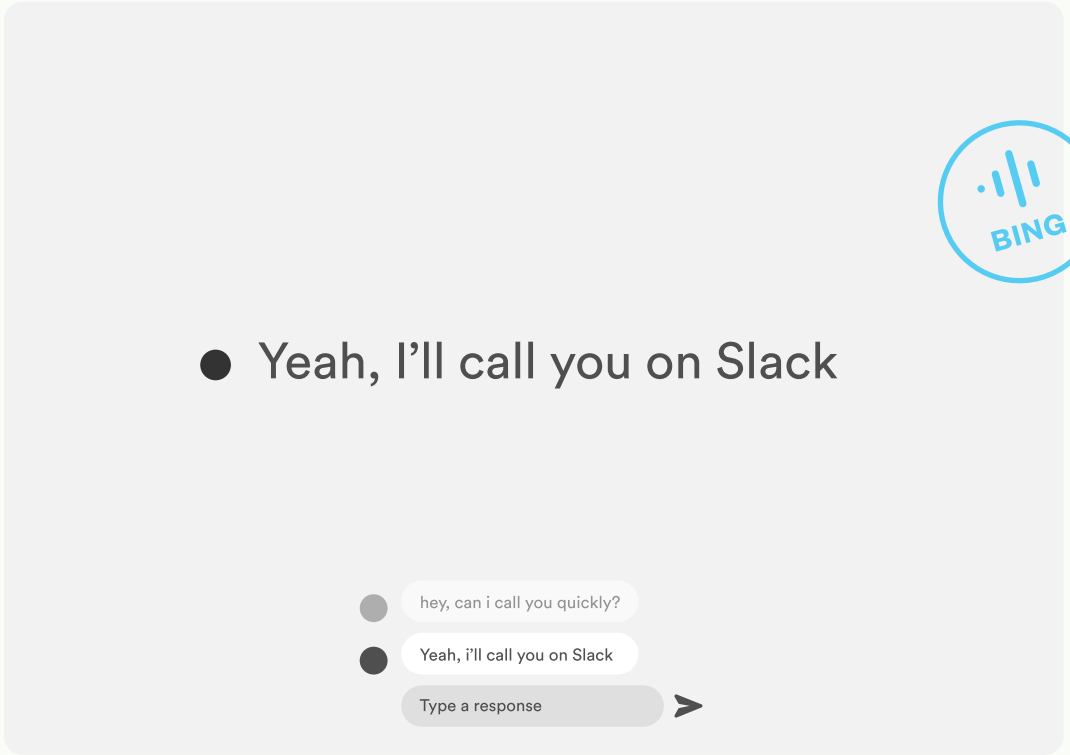 BING
Yeah, I’ll call you on Slack
hey, can i call you quickly?
Yeah, i’ll call you on Slack
Type a response